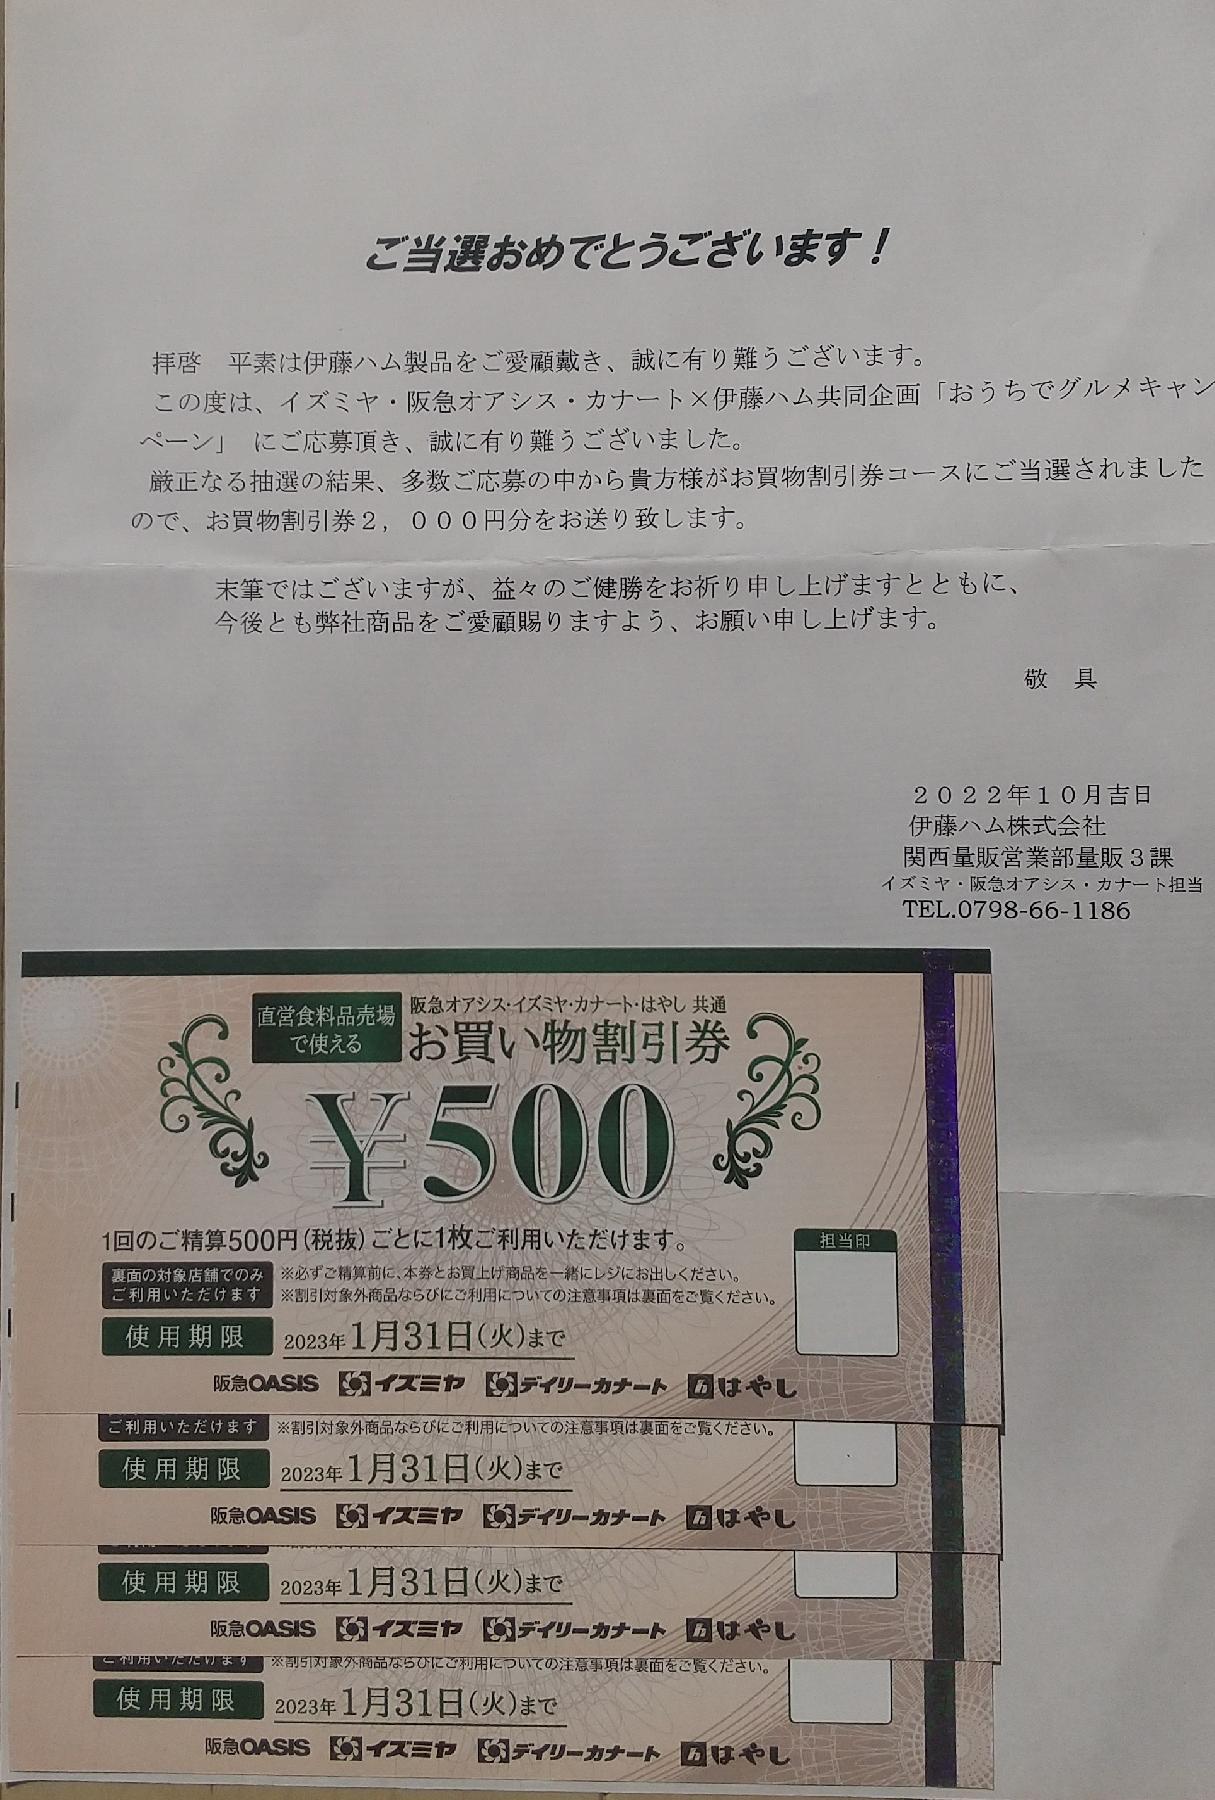 ご当選おめでとうございます！
拝啓　平素は伊藤ハム製品をご愛顧戴き、誠に有り難うございます。
この度は、イズミヤ・阪急オアシス・カナート×伊藤ハム共同企画「おうちでグルメキャン
ペーン」 にご応募頂き、誠に有り難うございました。
厳正なる抽選の結果、多数ご応募の中から貴方様がお買物割引券コースにご当選されました
ので、お買物割引券２，０００円分をお送り致します。
末筆ではございますが、益々のご健勝をお祈り申し上げますとともに、
今後とも弊社商品をご愛顧賜りますよう、お願い申し上げます。
敬　具
２０２２年１０月吉日
伊藤ハム株式会社
関西量販営業部量販３課
イズミヤ・阪急オアシス・カナート担当
TEL.0798-66-1186
直営食料品売場
で使える
阪急オアシス・イズミヤ・カナート・はやし 共通
お買い物割引券
¥500
1回のご精算500円（税抜）ごとに1枚ご利用いただけます。
担当印
裏面の対象店舗でのみ
ご利用いただけます
※必ずご精算前に、本券とお買上げ商品を一緒にレジにお出しください。
※割引対象外商品ならびにご利用についての注意事項は裏面をご覧ください。
使用期限 2023年1月31日（火）まで
阪急OASIS イズミヤ デイリーカナート はやし
ご利用いただけます ※割引対象外商品ならびにご利用についての注意事項は裏面をご覧ください。
使用期限 2023年1月31日（火）まで
阪急OASIS イズミヤ デイリーカナート はやし
使用期限 2023年1月31日（火）まで
阪急OASIS イズミヤ デイリーカナート はやし
ご利用いただけます ※割引対象外商品ならびにご利用についての注意事項は裏面をご覧ください。
使用期限 2023年1月31日（火）まで
阪急OASIS イズミヤ デイリーカナート はやし